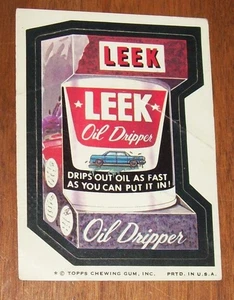 LEEK
LEEK
Oil Dripper
DRIPS OUT OIL AS FAST
AS YOU CAN PUT IT IN!
Oil Dripper
© TOPPS CHEWING GUM, INC. PRTD. IN U.S.A.